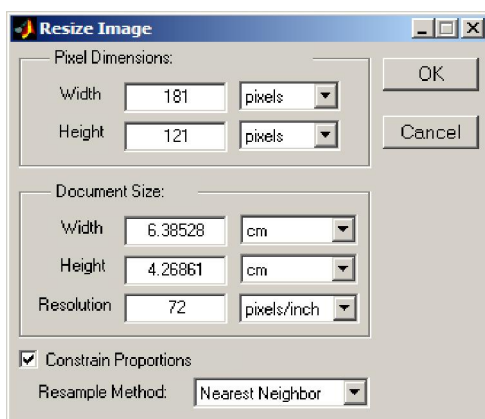 Resize Image
Pixel Dimensions:
Width 181 pixels
Height 121 pixels
OK
Cancel
Document Size:
Width 6.38528 cm
Height 4.26861 cm
Resolution 72 pixels/inch
Constrain Proportions
Resample Method: Nearest Neighbor